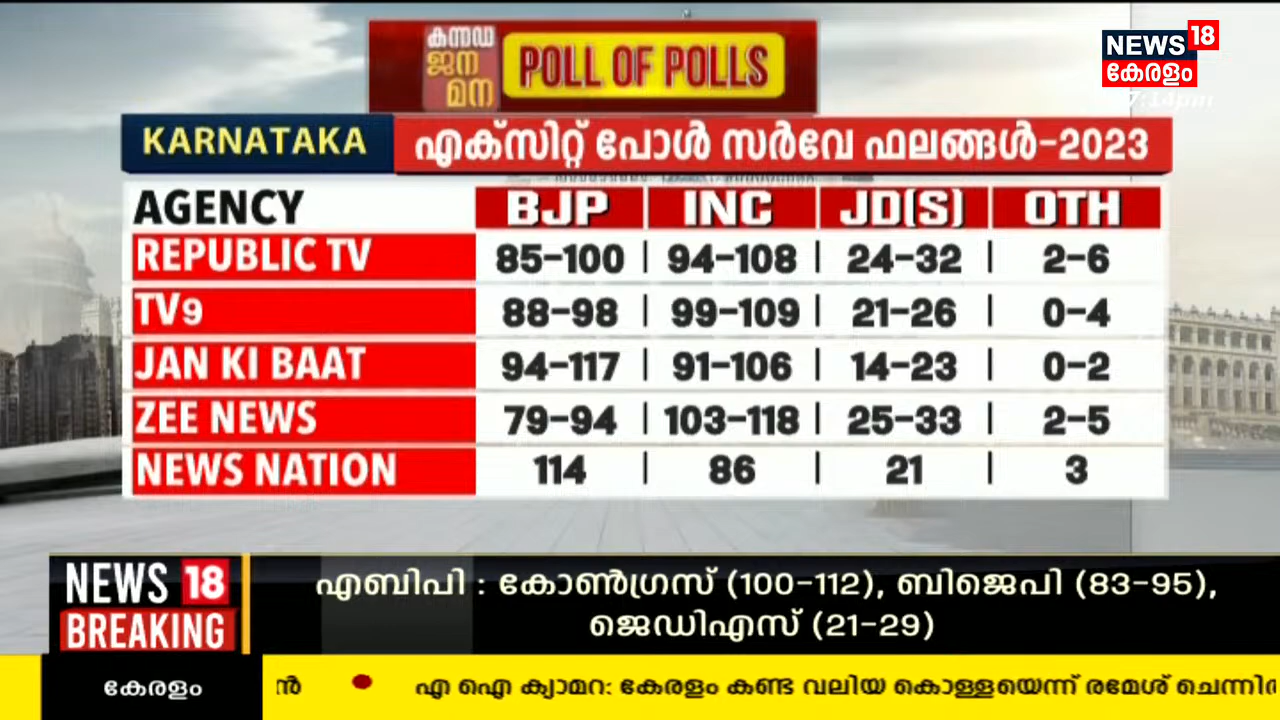 കന്നഡ
ജന
മന
POLL OF POLLS
NEWS 18
കേരളം
7:14pm
KARNATAKA എക്സിറ്റ് പോൾ സർവേ ഫലങ്ങൾ-2023
AGENCY BJP INC JD(S) OTH
REPUBLIC TV 85-100 94-108 24-32 2-6
TV9 88-98 99-109 21-26 0-4
JAN KI BAAT 94-117 91-106 14-23 0-2
ZEE NEWS 79-94 103-118 25-33 2-5
NEWS NATION 114 86 21 3
NEWS 18
BREAKING
എബിപി : കോൺഗ്രസ് (100-112), ബിജെപി (83-95),
ജെഡിഎസ് (21-29)
കേരളം
ൻ • എ ഐ ക്യാമറ: കേരളം കണ്ട വലിയ കൊള്ളയെന്ന് രമേശ്